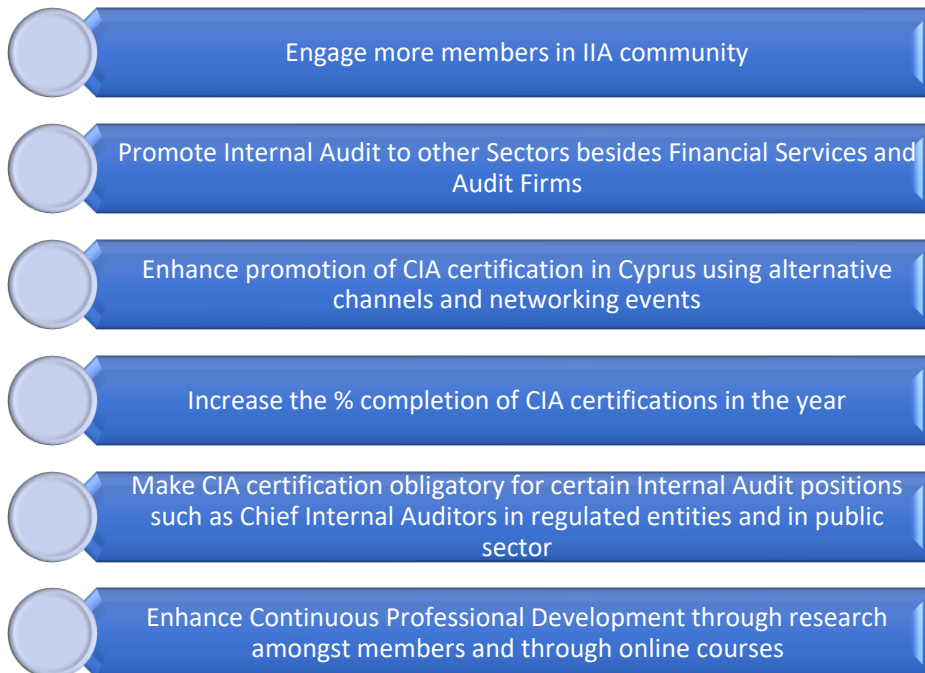 Engage more members in IIA community
Promote Internal Audit to other Sectors besides Financial Services and
Audit Firms
Enhance promotion of CIA certification in Cyprus using alternative
channels and networking events
Increase the % completion of CIA certifications in the year
Make CIA certification obligatory for certain Internal Audit positions
such as Chief Internal Auditors in regulated entities and in public
sector
Enhance Continuous Professional Development through research
amongst members and through online courses